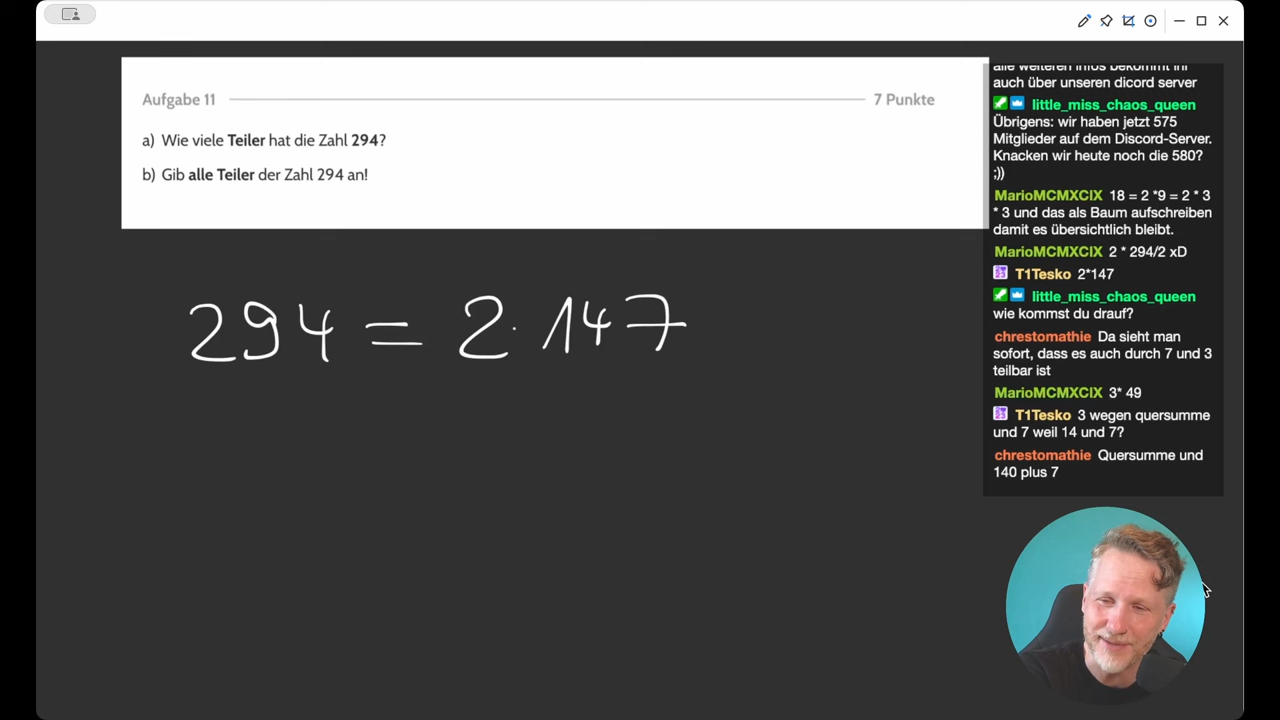 Aufgabe 11
7 Punkte
a) Wie viele Teiler hat die Zahl 294?
b) Gib alle Teiler der Zahl 294 an!
294 = 2 · 147
alle weiteren infos bekommt ihr
auch über unseren dicord server
little_miss_chaos_queen
Übrigens: wir haben jetzt 575
Mitglieder auf dem Discord-Server.
Knacken wir heute noch die 580?
;))
MarioMCMXCIX 18 = 2 *9 = 2 * 3
* 3 und das als Baum aufschreiben
damit es übersichtlich bleibt.
MarioMCMXCIX 2 * 294/2 xD
T1Tesko 2*147
little_miss_chaos_queen
wie kommst du drauf?
chrestomathie Da sieht man
sofort, dass es auch durch 7 und 3
teilbar ist
MarioMCMXCIX 3* 49
T1Tesko 3 wegen quersumme
und 7 weil 14 und 7?
chrestomathie Quersumme und
140 plus 7